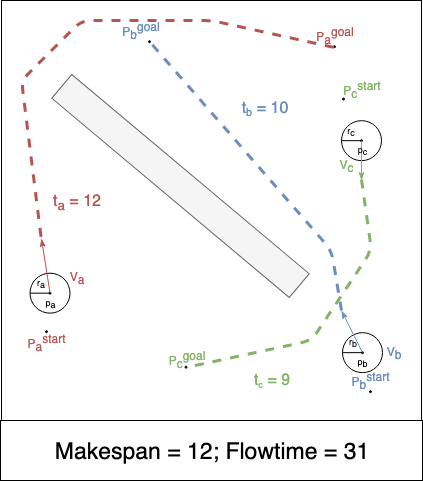 P_b^goal
P_a^goal
P_c^start
t_b = 10
r_c
p_c
V_c
t_a = 12
V_a
r_a
p_a
P_a^start
P_c^goal
r_b
p_b
V_b
t_c = 9
P_b^start
Makespan = 12; Flowtime = 31